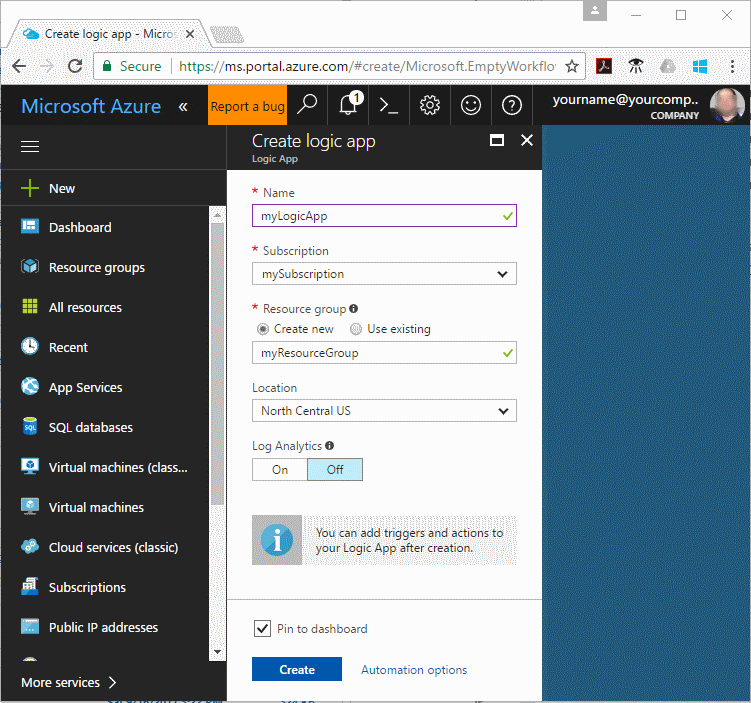 Create logic app - Micros
Secure
https://ms.portal.azure.com/#create/Microsoft.EmptyWorkflo
Microsoft Azure
«
Report a bug
1
yourname@yourcomp..
COMPANY
Create logic app
Logic App
New
Dashboard
Resource groups
All resources
Recent
App Services
SQL databases
Virtual machines (class...
Virtual machines
Cloud services (classic)
Subscriptions
Public IP addresses
More services
* Name
myLogicApp
* Subscription
mySubscription
* Resource group
Create new Use existing
myResourceGroup
Location
North Central US
Log Analytics
On Off
You can add triggers and actions to
your Logic App after creation.
Pin to dashboard
Create Automation options